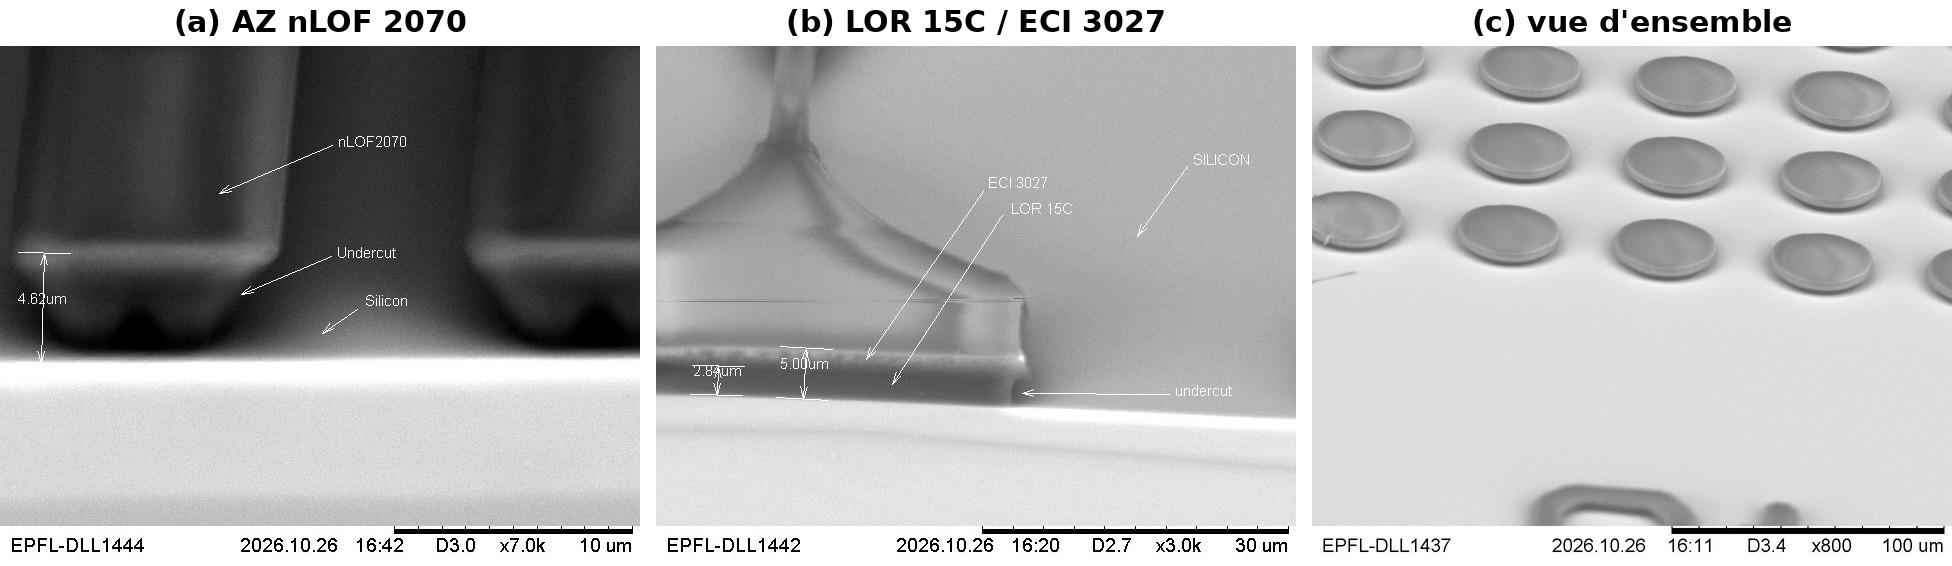 (a) AZ nLOF 2070
nLOF2070
Undercut
4.62um
Silicon
EPFL-DLL1444 2026.10.26 16:42 D3.0 x7.0k 10 um
(b) LOR 15C / ECI 3027
SILICON
ECI 3027
LOR 15C
5.00um
2.84um
undercut
EPFL-DLL1442 2026.10.26 16:20 D2.7 x3.0k 30 um
(c) vue d'ensemble
EPFL-DLL1437 2026.10.26 16:11 D3.4 x800 100 um